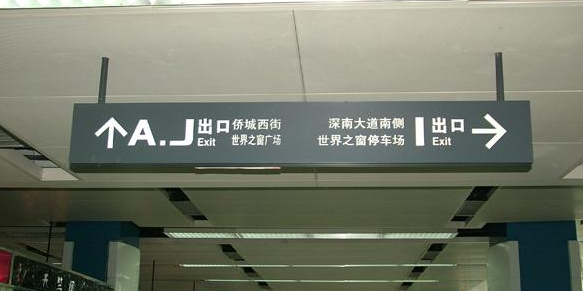 A.J 出口 Exit
侨城西街
世界之窗广场
深南大道南侧
世界之窗停车场
I 出口 Exit